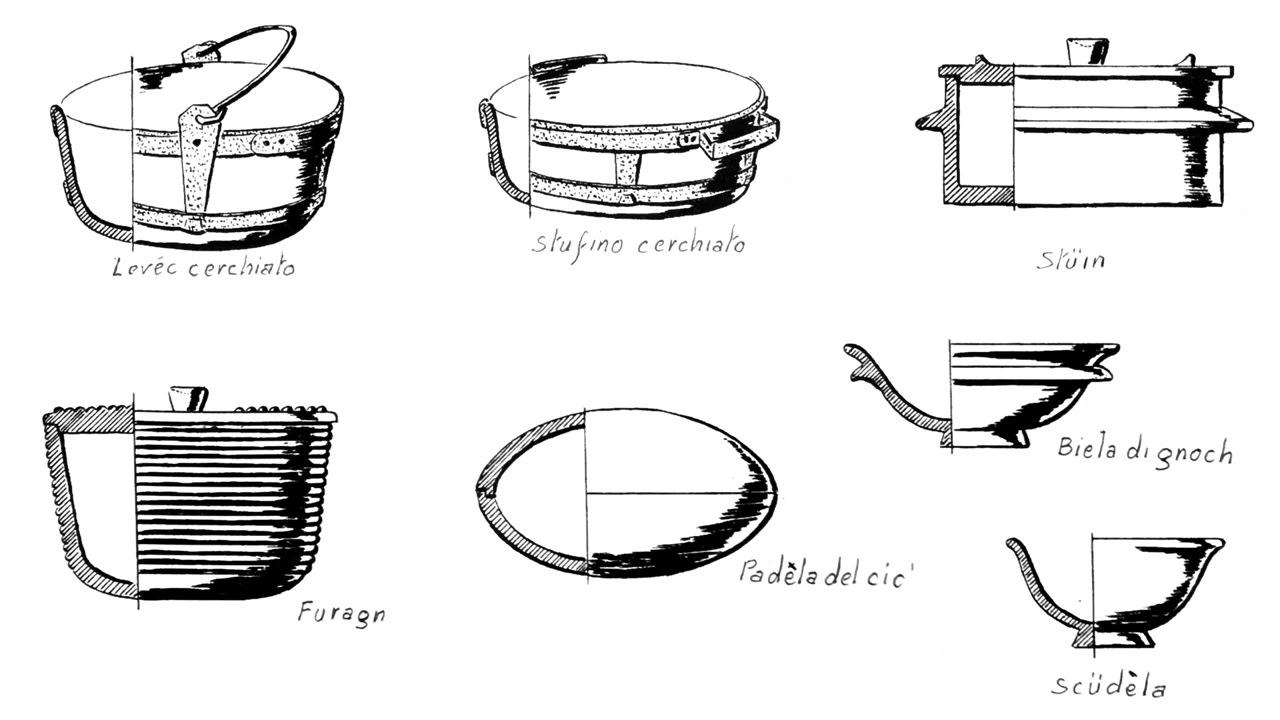 Levéc cerchiato
Stufino cerchiato
Stüin
Furagn
Padèla del cic'
Biela di gnoch
Scüdèla